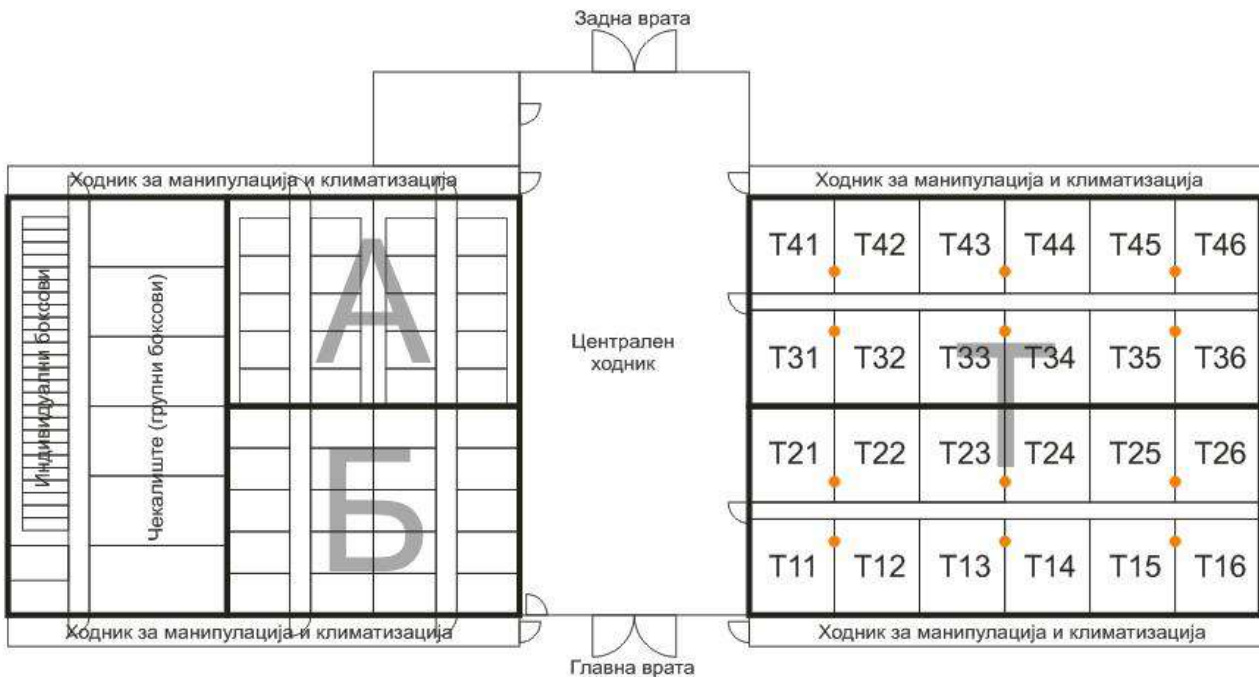 Задна врата
Ходник за манипулација и климатизација
Ходник за манипулација и климатизација
Индивидуални боксови
Чекалиште (групни боксови)
А
Б
Централен
ходник
Т
Т41 Т42 Т43 Т44 Т45 Т46
Т31 Т32 Т33 Т34 Т35 Т36
Т21 Т22 Т23 Т24 Т25 Т26
Т11 Т12 Т13 Т14 Т15 Т16
Ходник за манипулација и климатизација
Ходник за манипулација и климатизација
Главна врата